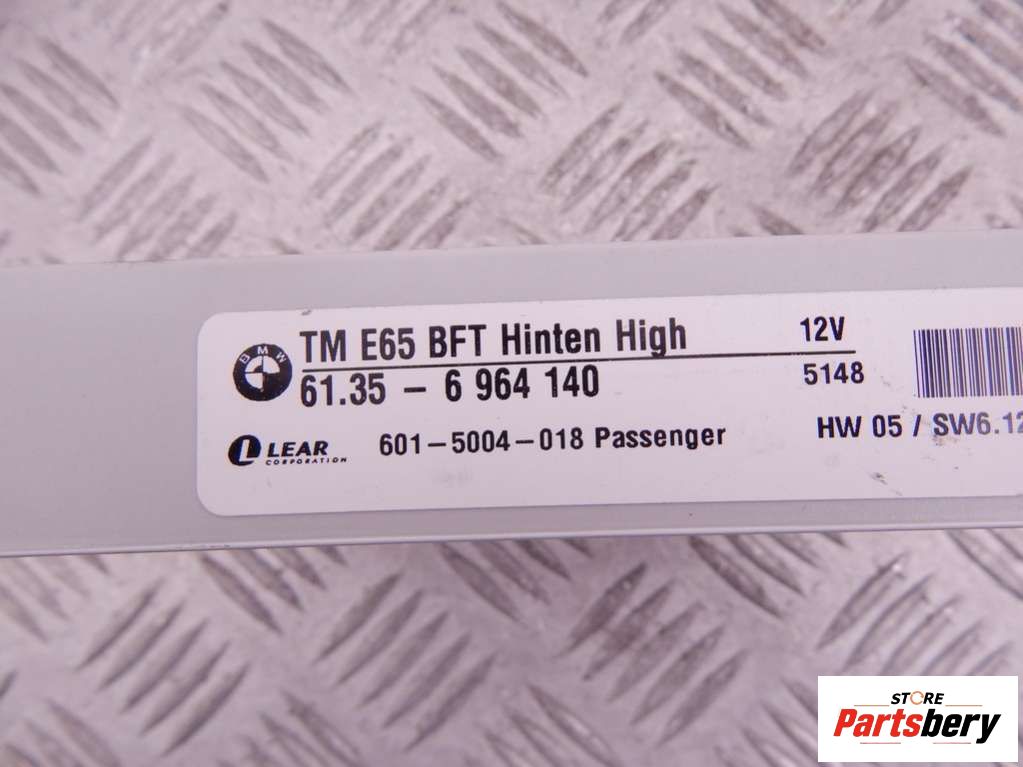 BMW
TM E65 BFT Hinten High 12V
61.35 – 6 964 140 5148
LEAR 601–5004–018 Passenger HW 05 / SW6.12
CORPORATION
STORE
Partsbery